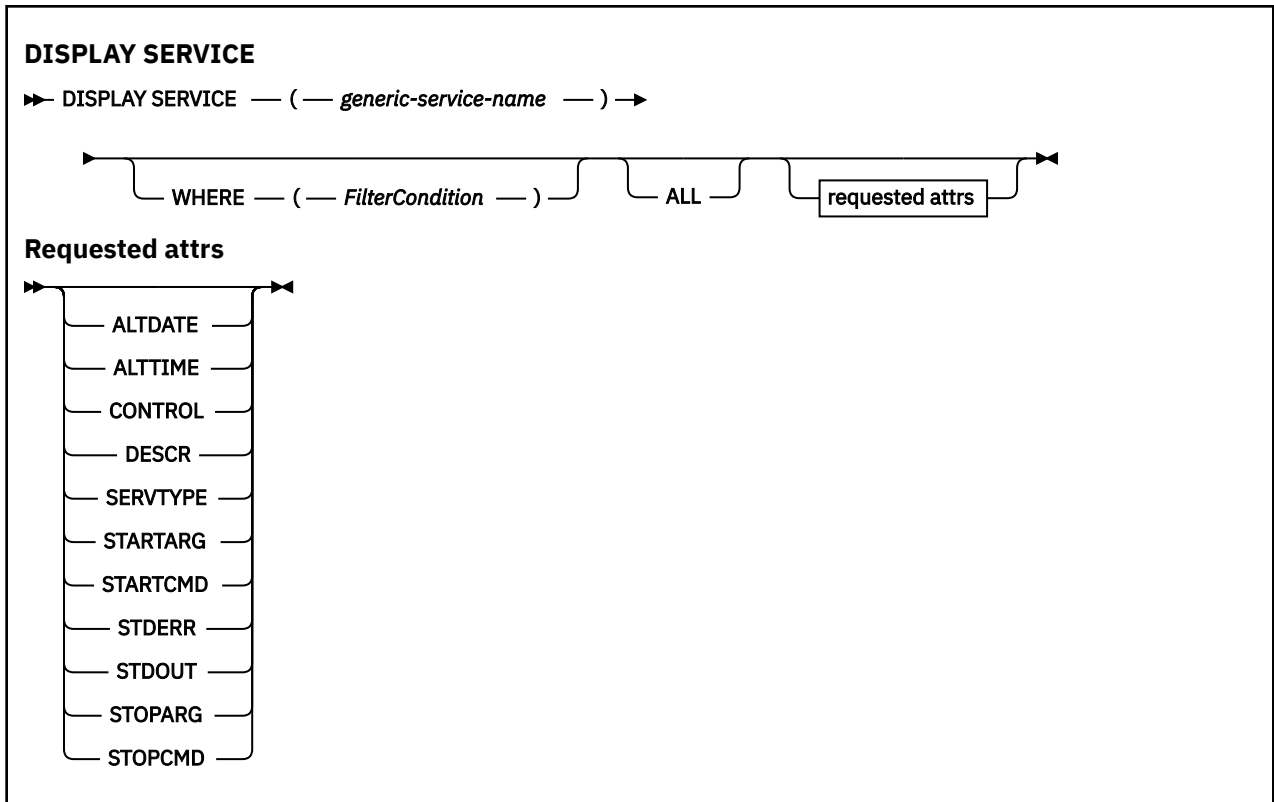 DISPLAY SERVICE
DISPLAY SERVICE ( generic-service-name )
WHERE ( FilterCondition ) ALL requested attrs
Requested attrs
ALTDATE
ALTTIME
CONTROL
DESCR
SERVTYPE
STARTARG
STARTCMD
STDERR
STDOUT
STOPARG
STOPCMD